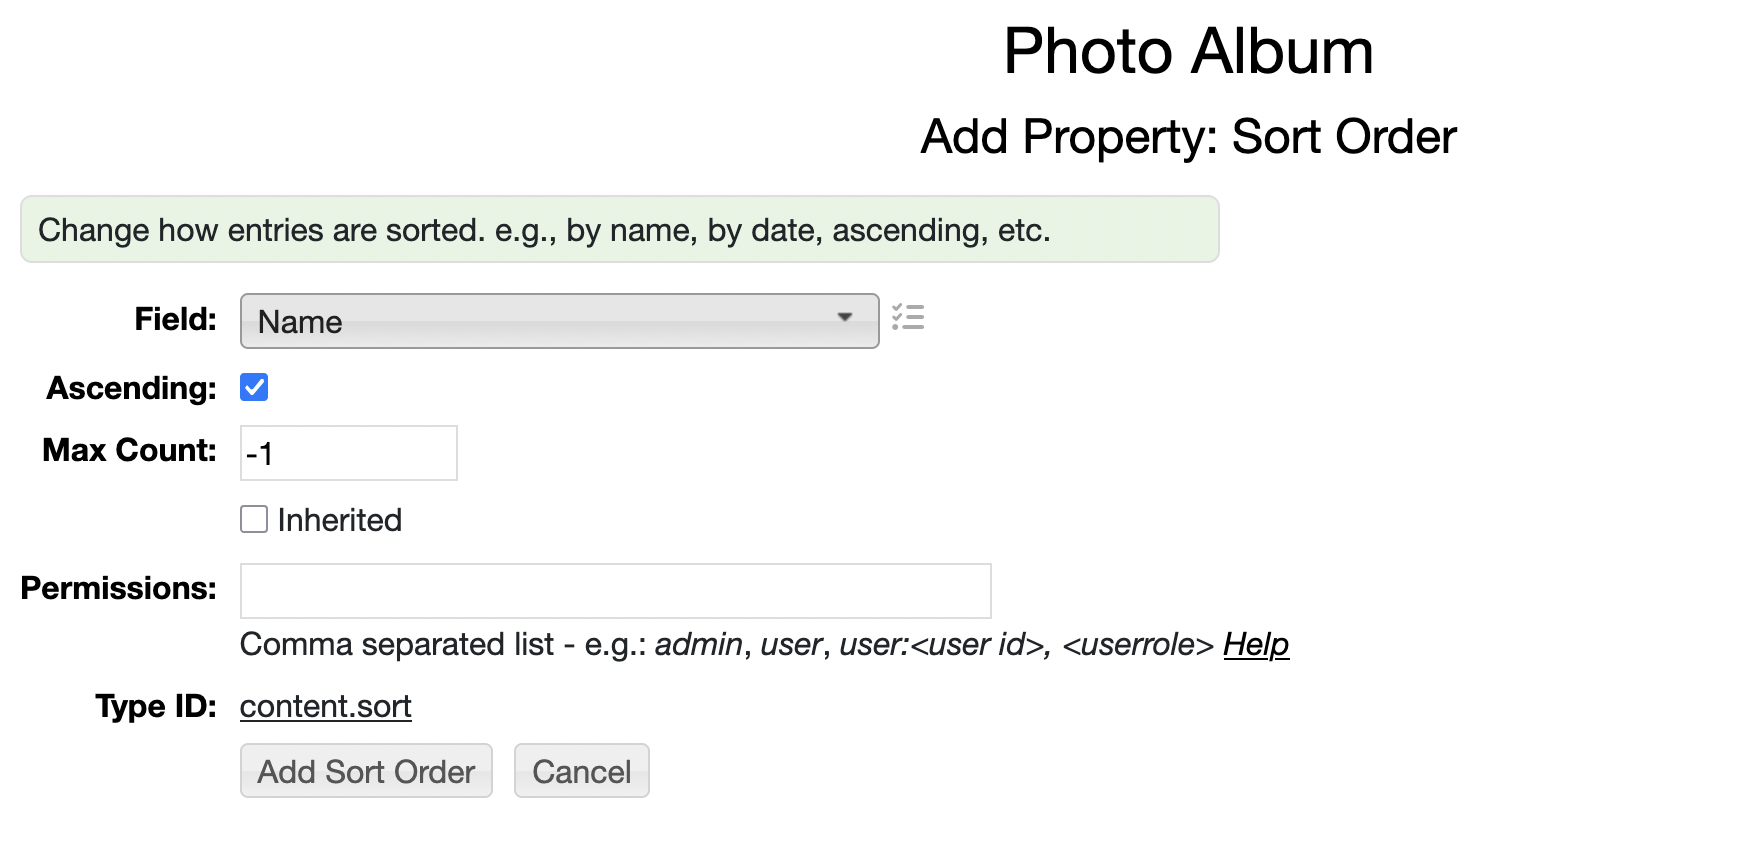 Photo Album
Add Property: Sort Order
Change how entries are sorted. e.g., by name, by date, ascending, etc.
Field: Name
Ascending:
Max Count: -1
Inherited
Permissions:
Comma separated list - e.g.: admin, user, user:<user id>, <userrole> Help
Type ID: content.sort
Add Sort Order Cancel